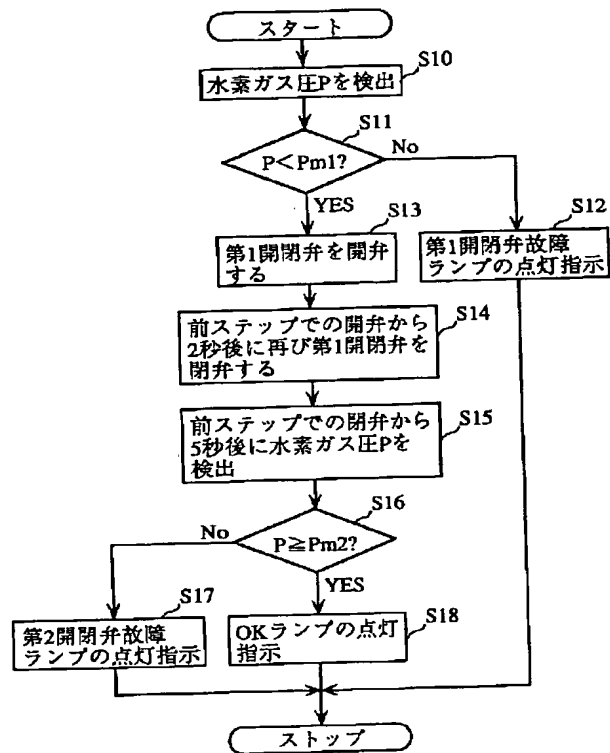 スタート
S10
水素ガス圧Pを検出
S11
P<Pm1?
No
YES
S13
S12
第1開閉弁を開弁
する
第1開閉弁故障
ランプの点灯指示
S14
前ステップでの開弁から
2秒後に再び第1開閉弁を
閉弁する
S15
前ステップでの閉弁から
5秒後に水素ガス圧Pを
検出
S16
P≧Pm2?
No
YES
S17
S18
第2開閉弁故障
ランプの点灯指示
OKランプの点灯
指示
ストップ